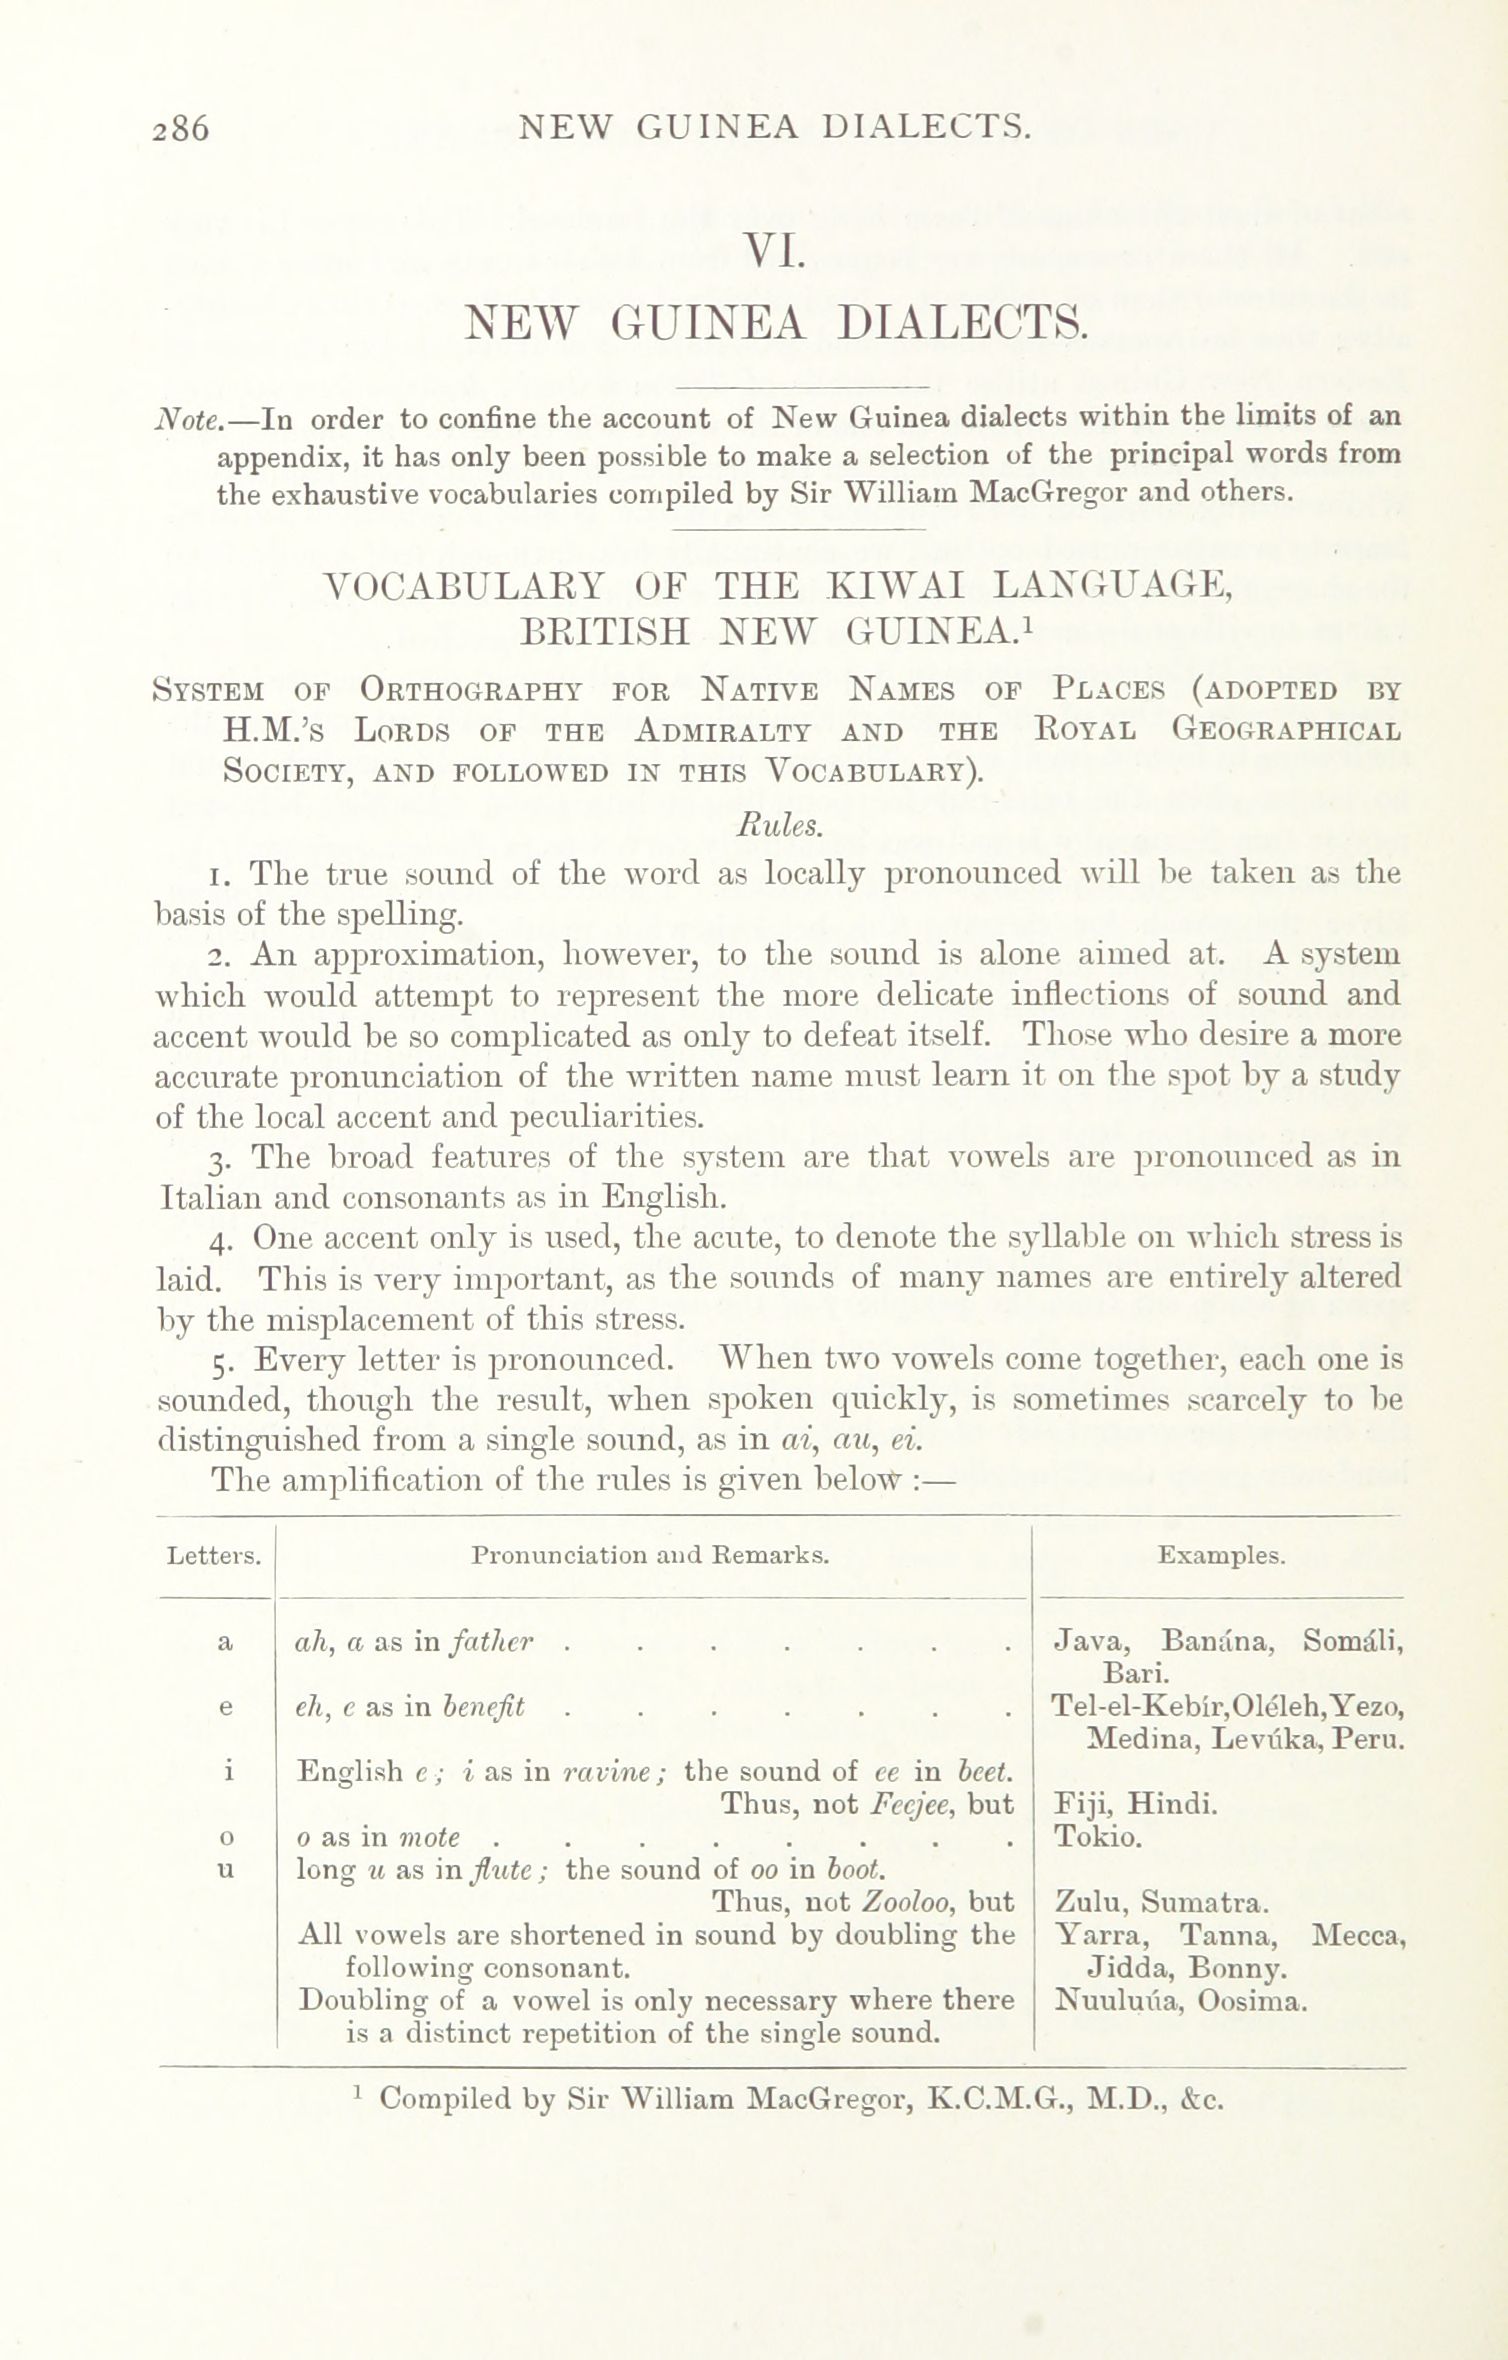 286 NEW GUINEA DIALECTS.
VI.
NEW GUINEA DIALECTS.
Note.—In order to confine the account of New Guinea dialects within the limits of an
appendix, it has only been possible to make a selection of the principal words from
the exhaustive vocabularies compiled by Sir William MacGregor and others.
VOCABULARY OF THE KIWAI LANGUAGE,
BRITISH NEW GUINEA.¹
SYSTEM OF ORTHOGRAPHY FOR NATIVE NAMES OF PLACES (ADOPTED BY
H.M.'S LORDS OF THE ADMIRALTY AND THE ROYAL GEOGRAPHICAL
SOCIETY, AND FOLLOWED IN THIS VOCABULARY).
Rules.
1. The true sound of the word as locally pronounced will be taken as the
basis of the spelling.
2. An approximation, however, to the sound is alone aimed at. A system
which would attempt to represent the more delicate inflections of sound and
accent would be so complicated as only to defeat itself. Those who desire a more
accurate pronunciation of the written name must learn it on the spot by a study
of the local accent and peculiarities.
3. The broad features of the system are that vowels are pronounced as in
Italian and consonants as in English.
4. One accent only is used, the acute, to denote the syllable on which stress is
laid. This is very important, as the sounds of many names are entirely altered
by the misplacement of this stress.
5. Every letter is pronounced. When two vowels come together, each one is
sounded, though the result, when spoken quickly, is sometimes scarcely to be
distinguished from a single sound, as in ai, au, ei.
The amplification of the rules is given below :—
Letters. Pronunciation and Remarks. Examples.
a ah, a as in father . . . . . . . Java, Banána, Somáli,
Bari.
e eh, e as in benefit . . . . . . . Tel-el-Kebír, Oléleh, Yezo,
Medina, Levúka, Peru.
i English e; i as in ravine; the sound of ee in beet.
Thus, not Feejee, but Fiji, Hindi.
o o as in mote . . . . . . . . Tokio.
u long u as in flute; the sound of oo in boot.
Thus, not Zooloo, but Zulu, Sumatra.
All vowels are shortened in sound by doubling the Yarra, Tanna, Mecca,
following consonant. Jidda, Bonny.
Doubling of a vowel is only necessary where there Nuuluúa, Oosima.
is a distinct repetition of the single sound.
¹ Compiled by Sir William MacGregor, K.C.M.G., M.D., &c.